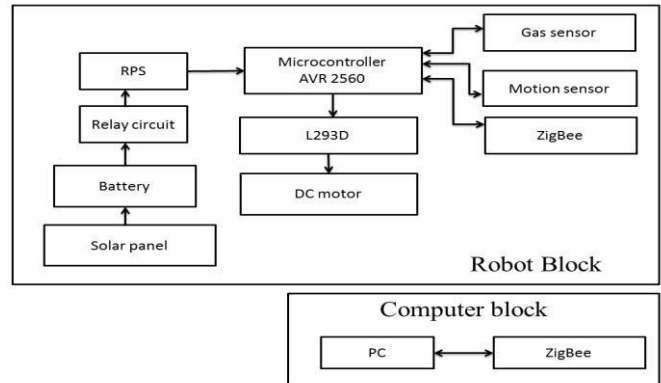 Gas sensor
Microcontroller
AVR 2560
RPS
Motion sensor
Relay circuit
L293D
ZigBee
Battery
DC motor
Solar panel
Robot Block
Computer block
PC
ZigBee